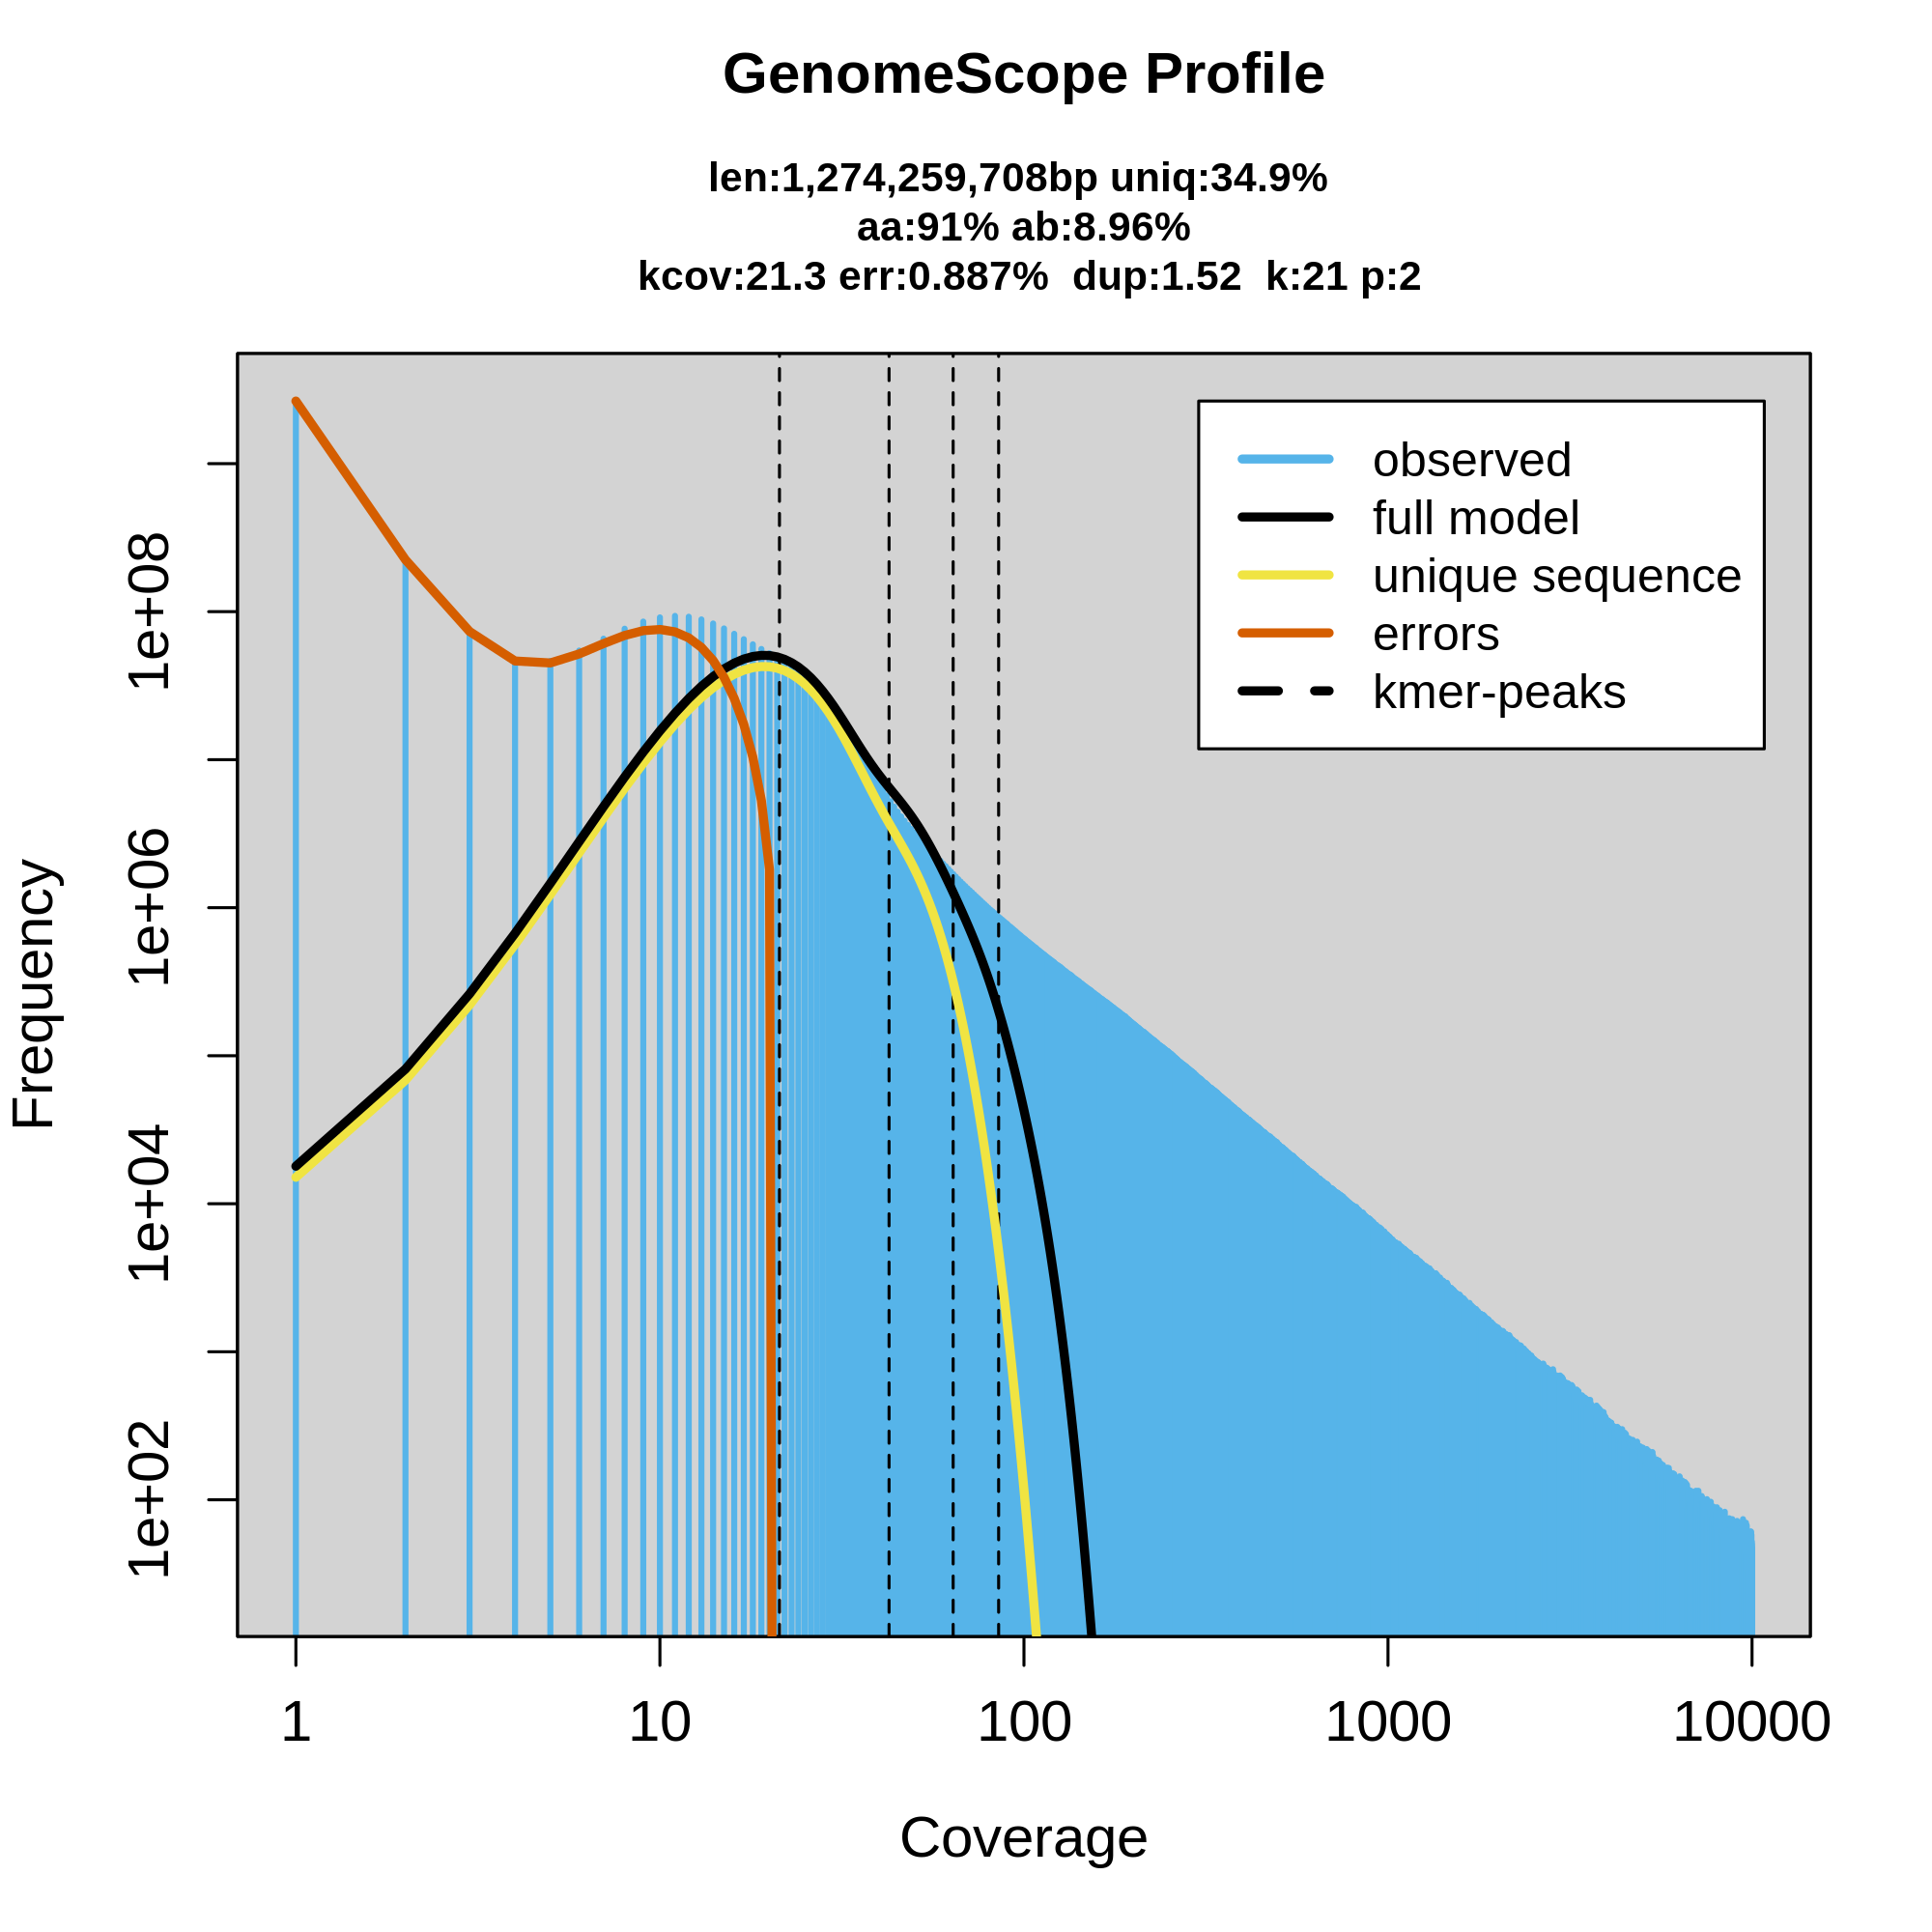 GenomeScope Profile
len:1,274,259,708bp uniq:34.9%
aa:91% ab:8.96%
kcov:21.3 err:0.887%  dup:1.52  k:21 p:2
observed
full model
unique sequence
errors
kmer-peaks
Frequency
1e+08
1e+06
1e+04
1e+02
1 10 100 1000 10000
Coverage